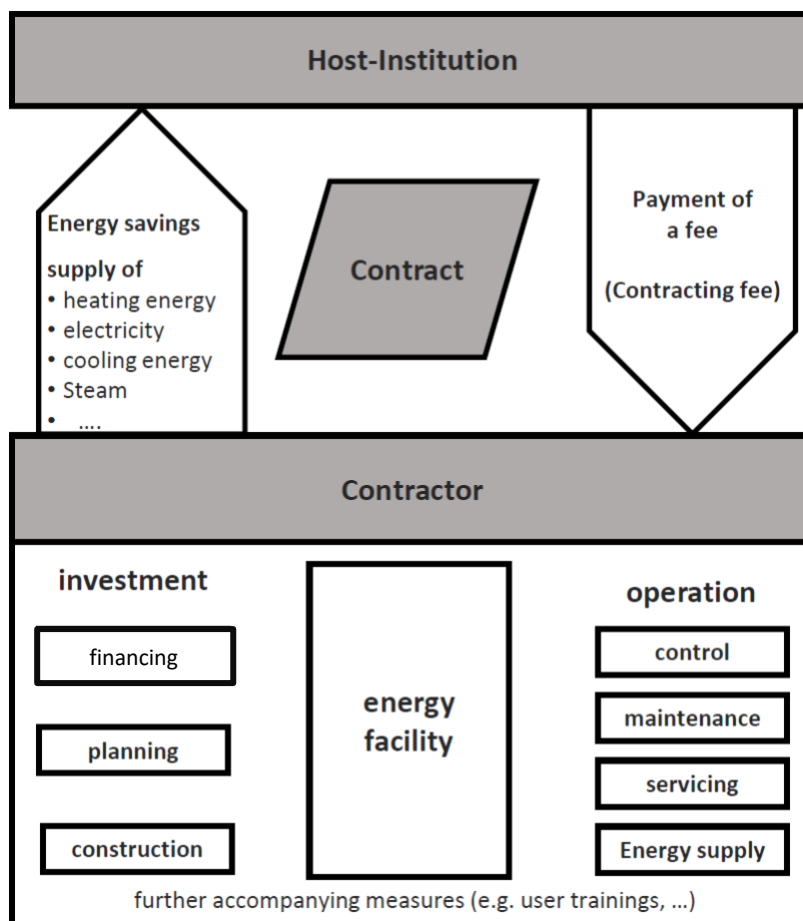 Host-Institution
Energy savings
supply of
• heating energy
• electricity
• cooling energy
• Steam
• ....
Contract
Payment of
a fee
(Contracting fee)
Contractor
investment
financing
planning
construction
energy
facility
operation
control
maintenance
servicing
Energy supply
further accompanying measures (e.g. user trainings, ...)